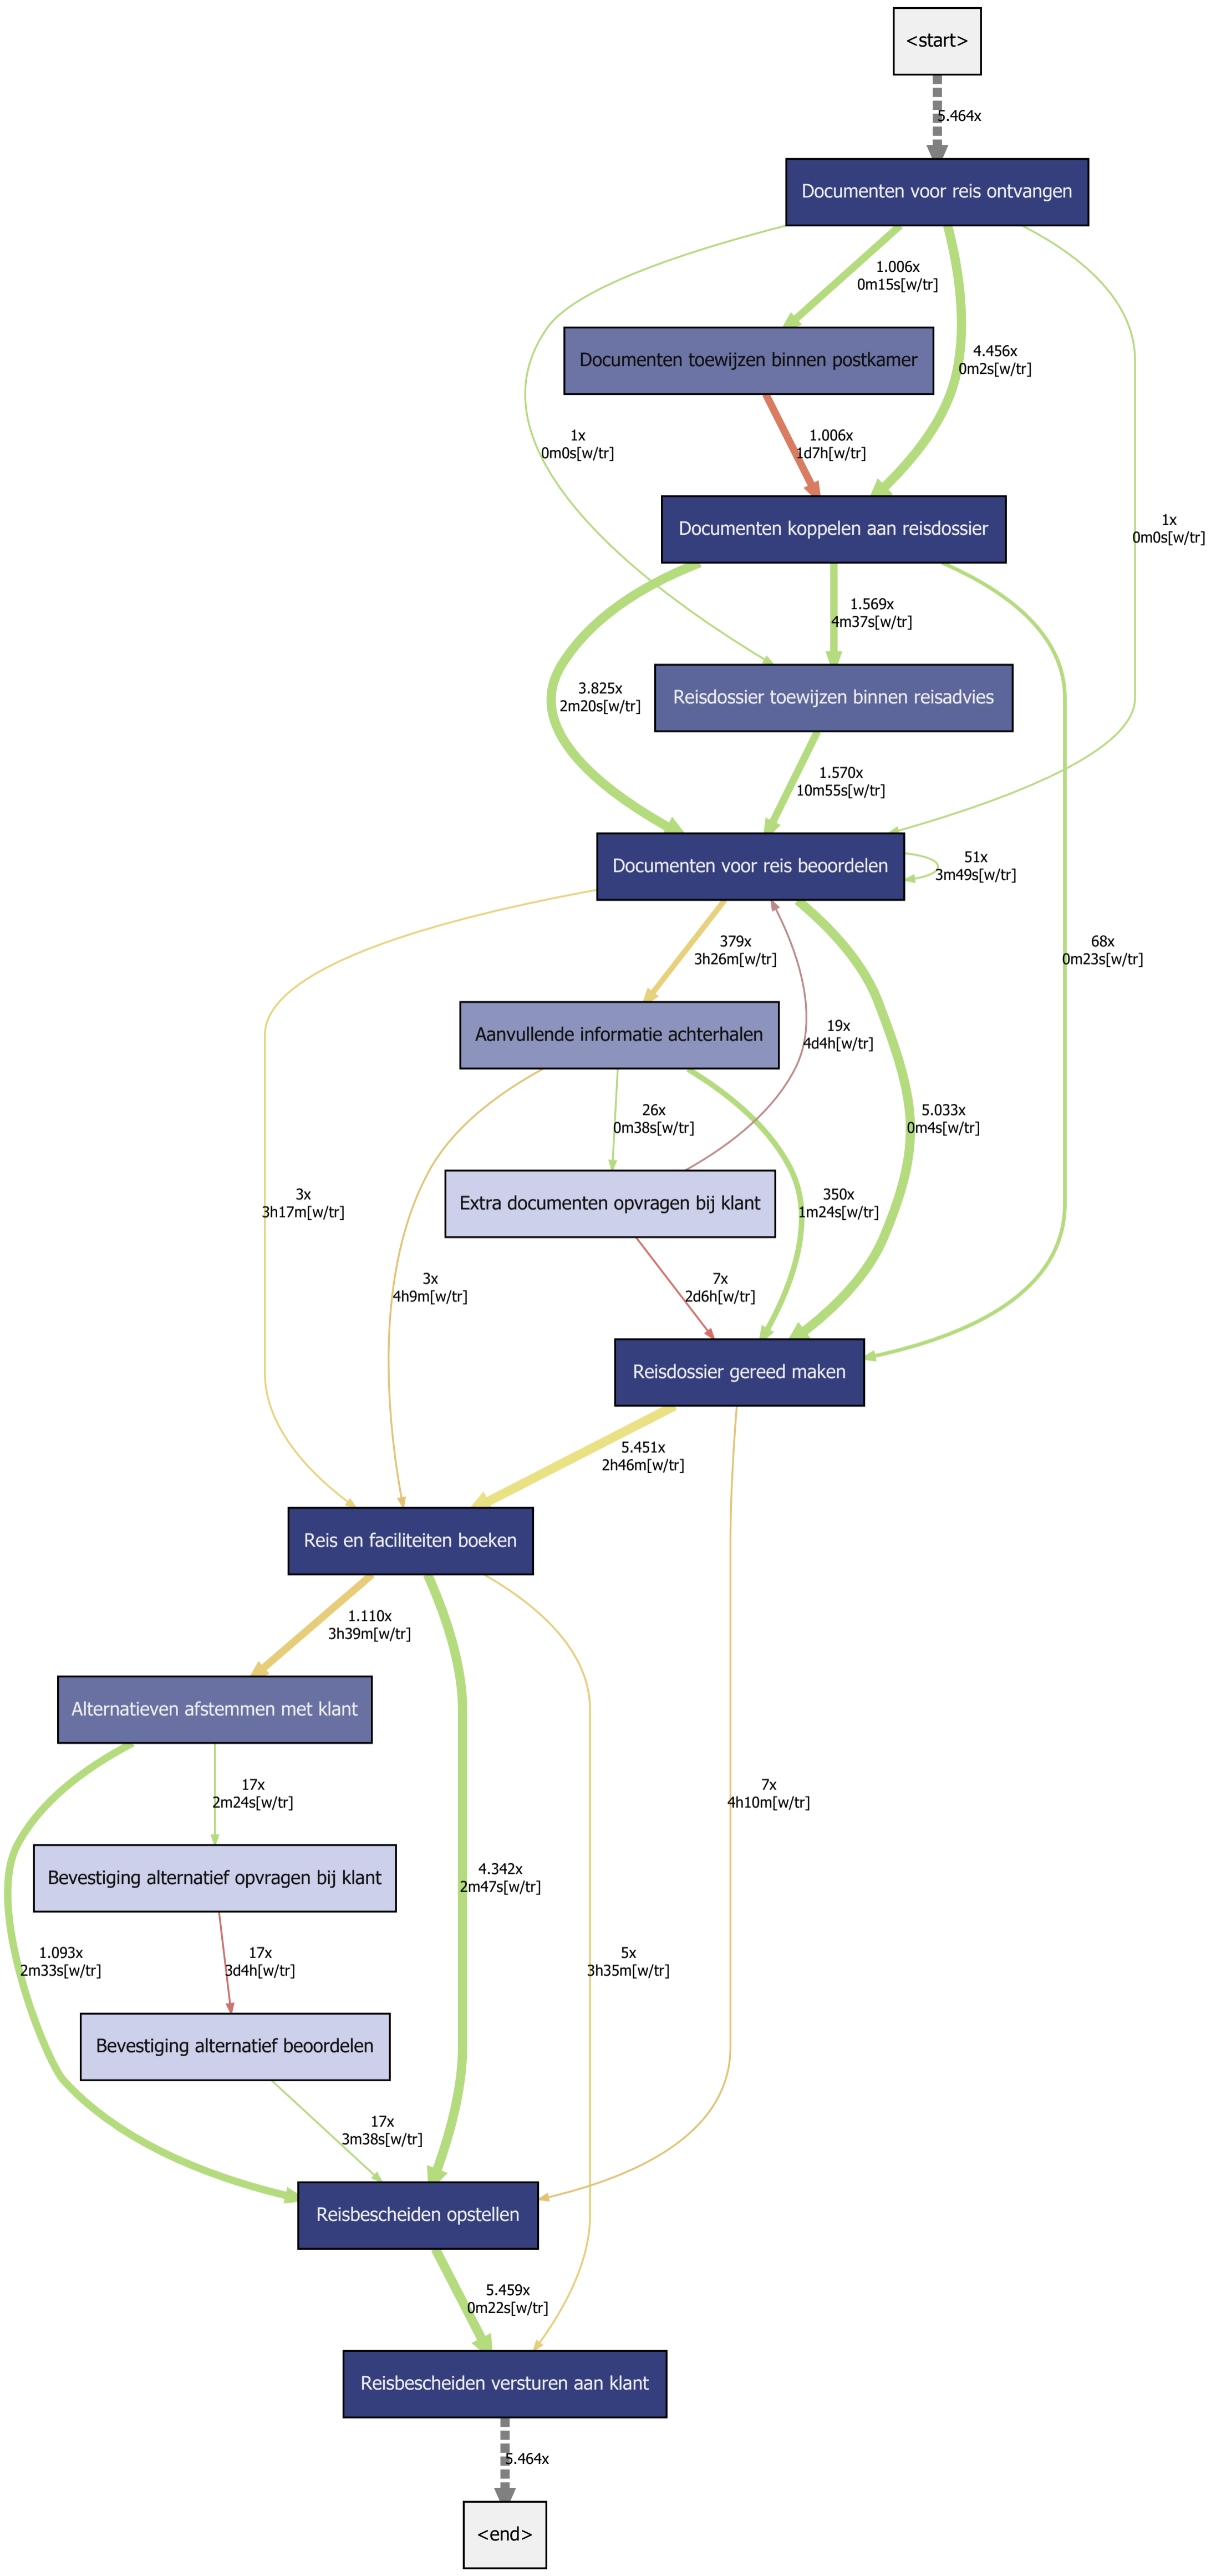 <start>
5.464x
Documenten voor reis ontvangen
1.006x
0m15s[w/tr]
Documenten toewijzen binnen postkamer
4.456x
0m2s[w/tr]
1x
0m0s[w/tr]
1.006x
1d7h[w/tr]
Documenten koppelen aan reisdossier
1x
0m0s[w/tr]
1.569x
4m37s[w/tr]
3.825x
2m20s[w/tr]
Reisdossier toewijzen binnen reisadvies
1.570x
10m55s[w/tr]
Documenten voor reis beoordelen
51x
3m49s[w/tr]
379x
3h26m[w/tr]
68x
0m23s[w/tr]
Aanvullende informatie achterhalen
19x
4d4h[w/tr]
26x
0m38s[w/tr]
5.033x
0m4s[w/tr]
3x
3h17m[w/tr]
Extra documenten opvragen bij klant
350x
1m24s[w/tr]
3x
4h9m[w/tr]
7x
2d6h[w/tr]
Reisdossier gereed maken
5.451x
2h46m[w/tr]
Reis en faciliteiten boeken
1.110x
3h39m[w/tr]
Alternatieven afstemmen met klant
17x
2m24s[w/tr]
7x
4h10m[w/tr]
Bevestiging alternatief opvragen bij klant
4.342x
2m47s[w/tr]
1.093x
2m33s[w/tr]
17x
3d4h[w/tr]
5x
3h35m[w/tr]
Bevestiging alternatief beoordelen
17x
3m38s[w/tr]
Reisbescheiden opstellen
5.459x
0m22s[w/tr]
Reisbescheiden versturen aan klant
5.464x
<end>